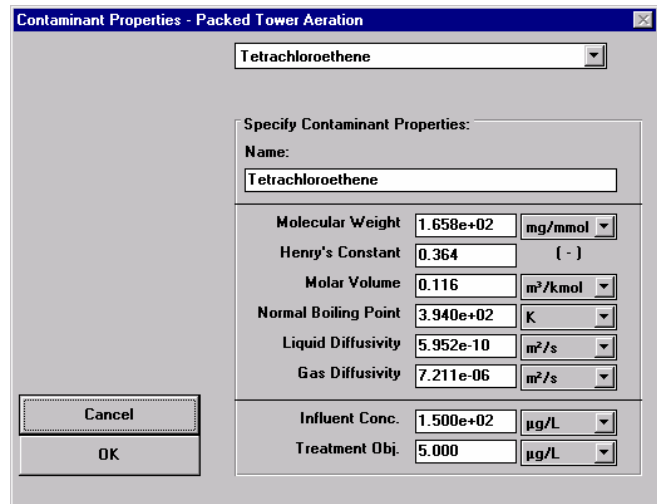 Contaminant Properties - Packed Tower Aeration
Tetrachloroethene
Specify Contaminant Properties:
Name:
Tetrachloroethene
Molecular Weight 1.658e+02 mg/mmol
Henry's Constant 0.364 (-)
Molar Volume 0.116 m³/kmol
Normal Boiling Point 3.940e+02 K
Liquid Diffusivity 5.952e-10 m²/s
Gas Diffusivity 7.211e-06 m²/s
Influent Conc. 1.500e+02 µg/L
Treatment Obj. 5.000 µg/L
Cancel
OK